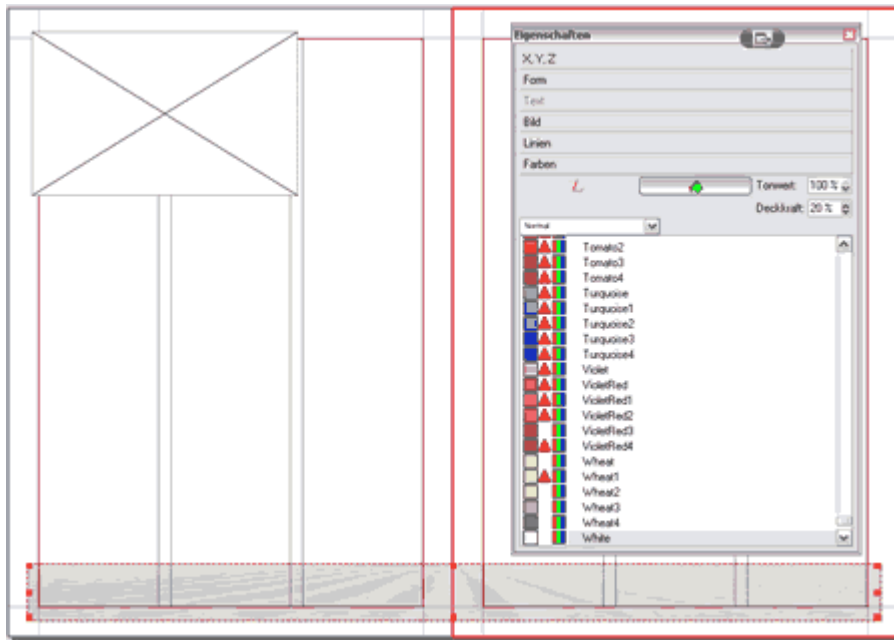 Eigenschaften
X, Y, Z
Form
Text
Bild
Linien
Farben
Tonwert: 100 %
Deckkraft: 20 %
Normal
Tomato2
Tomato3
Tomato4
Turquoise
Turquoise1
Turquoise2
Turquoise3
Turquoise4
Violet
VioletRed
VioletRed1
VioletRed2
VioletRed3
VioletRed4
Wheat
Wheat1
Wheat2
Wheat3
Wheat4
White